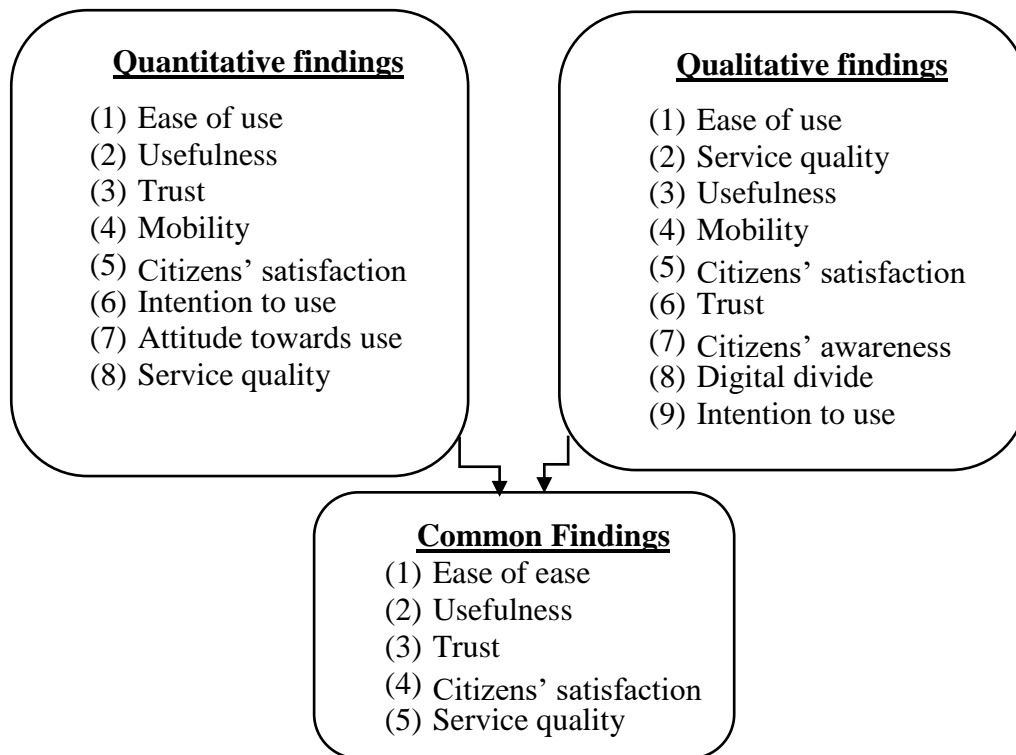 Quantitative findings
(1) Ease of use
(2) Usefulness
(3) Trust
(4) Mobility
(5) Citizens’ satisfaction
(6) Intention to use
(7) Attitude towards use
(8) Service quality
Qualitative findings
(1) Ease of use
(2) Service quality
(3) Usefulness
(4) Mobility
(5) Citizens’ satisfaction
(6) Trust
(7) Citizens’ awareness
(8) Digital divide
(9) Intention to use
Common Findings
(1) Ease of ease
(2) Usefulness
(3) Trust
(4) Citizens’ satisfaction
(5) Service quality